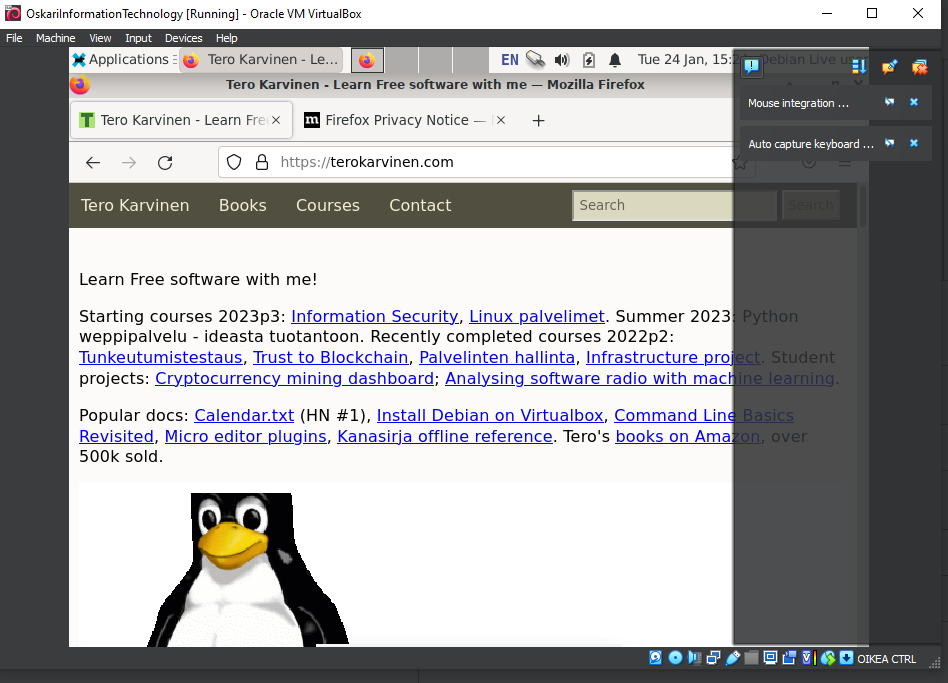 OskariInformationTechnology [Running] - Oracle VM VirtualBox
File Machine View Input Devices Help
Applications Tero Karvinen - Le... EN Tue 24 Jan, 15:2 Debian Live us
Tero Karvinen - Learn Free software with me — Mozilla Firefox
Tero Karvinen - Learn Fre Firefox Privacy Notice —
Mouse integration ...
Auto capture keyboard ...
https://terokarvinen.com
Tero Karvinen Books Courses Contact Search Search
Learn Free software with me!
Starting courses 2023p3: Information Security, Linux palvelimet. Summer 2023: Python
weppipalvelu - ideasta tuotantoon. Recently completed courses 2022p2:
Tunkeutumistestaus, Trust to Blockchain, Palvelinten hallinta, Infrastructure project. Student
projects: Cryptocurrency mining dashboard; Analysing software radio with machine learning.
Popular docs: Calendar.txt (HN #1), Install Debian on Virtualbox, Command Line Basics
Revisited, Micro editor plugins, Kanasirja offline reference. Tero's books on Amazon, over
500k sold.
OIKEA CTRL